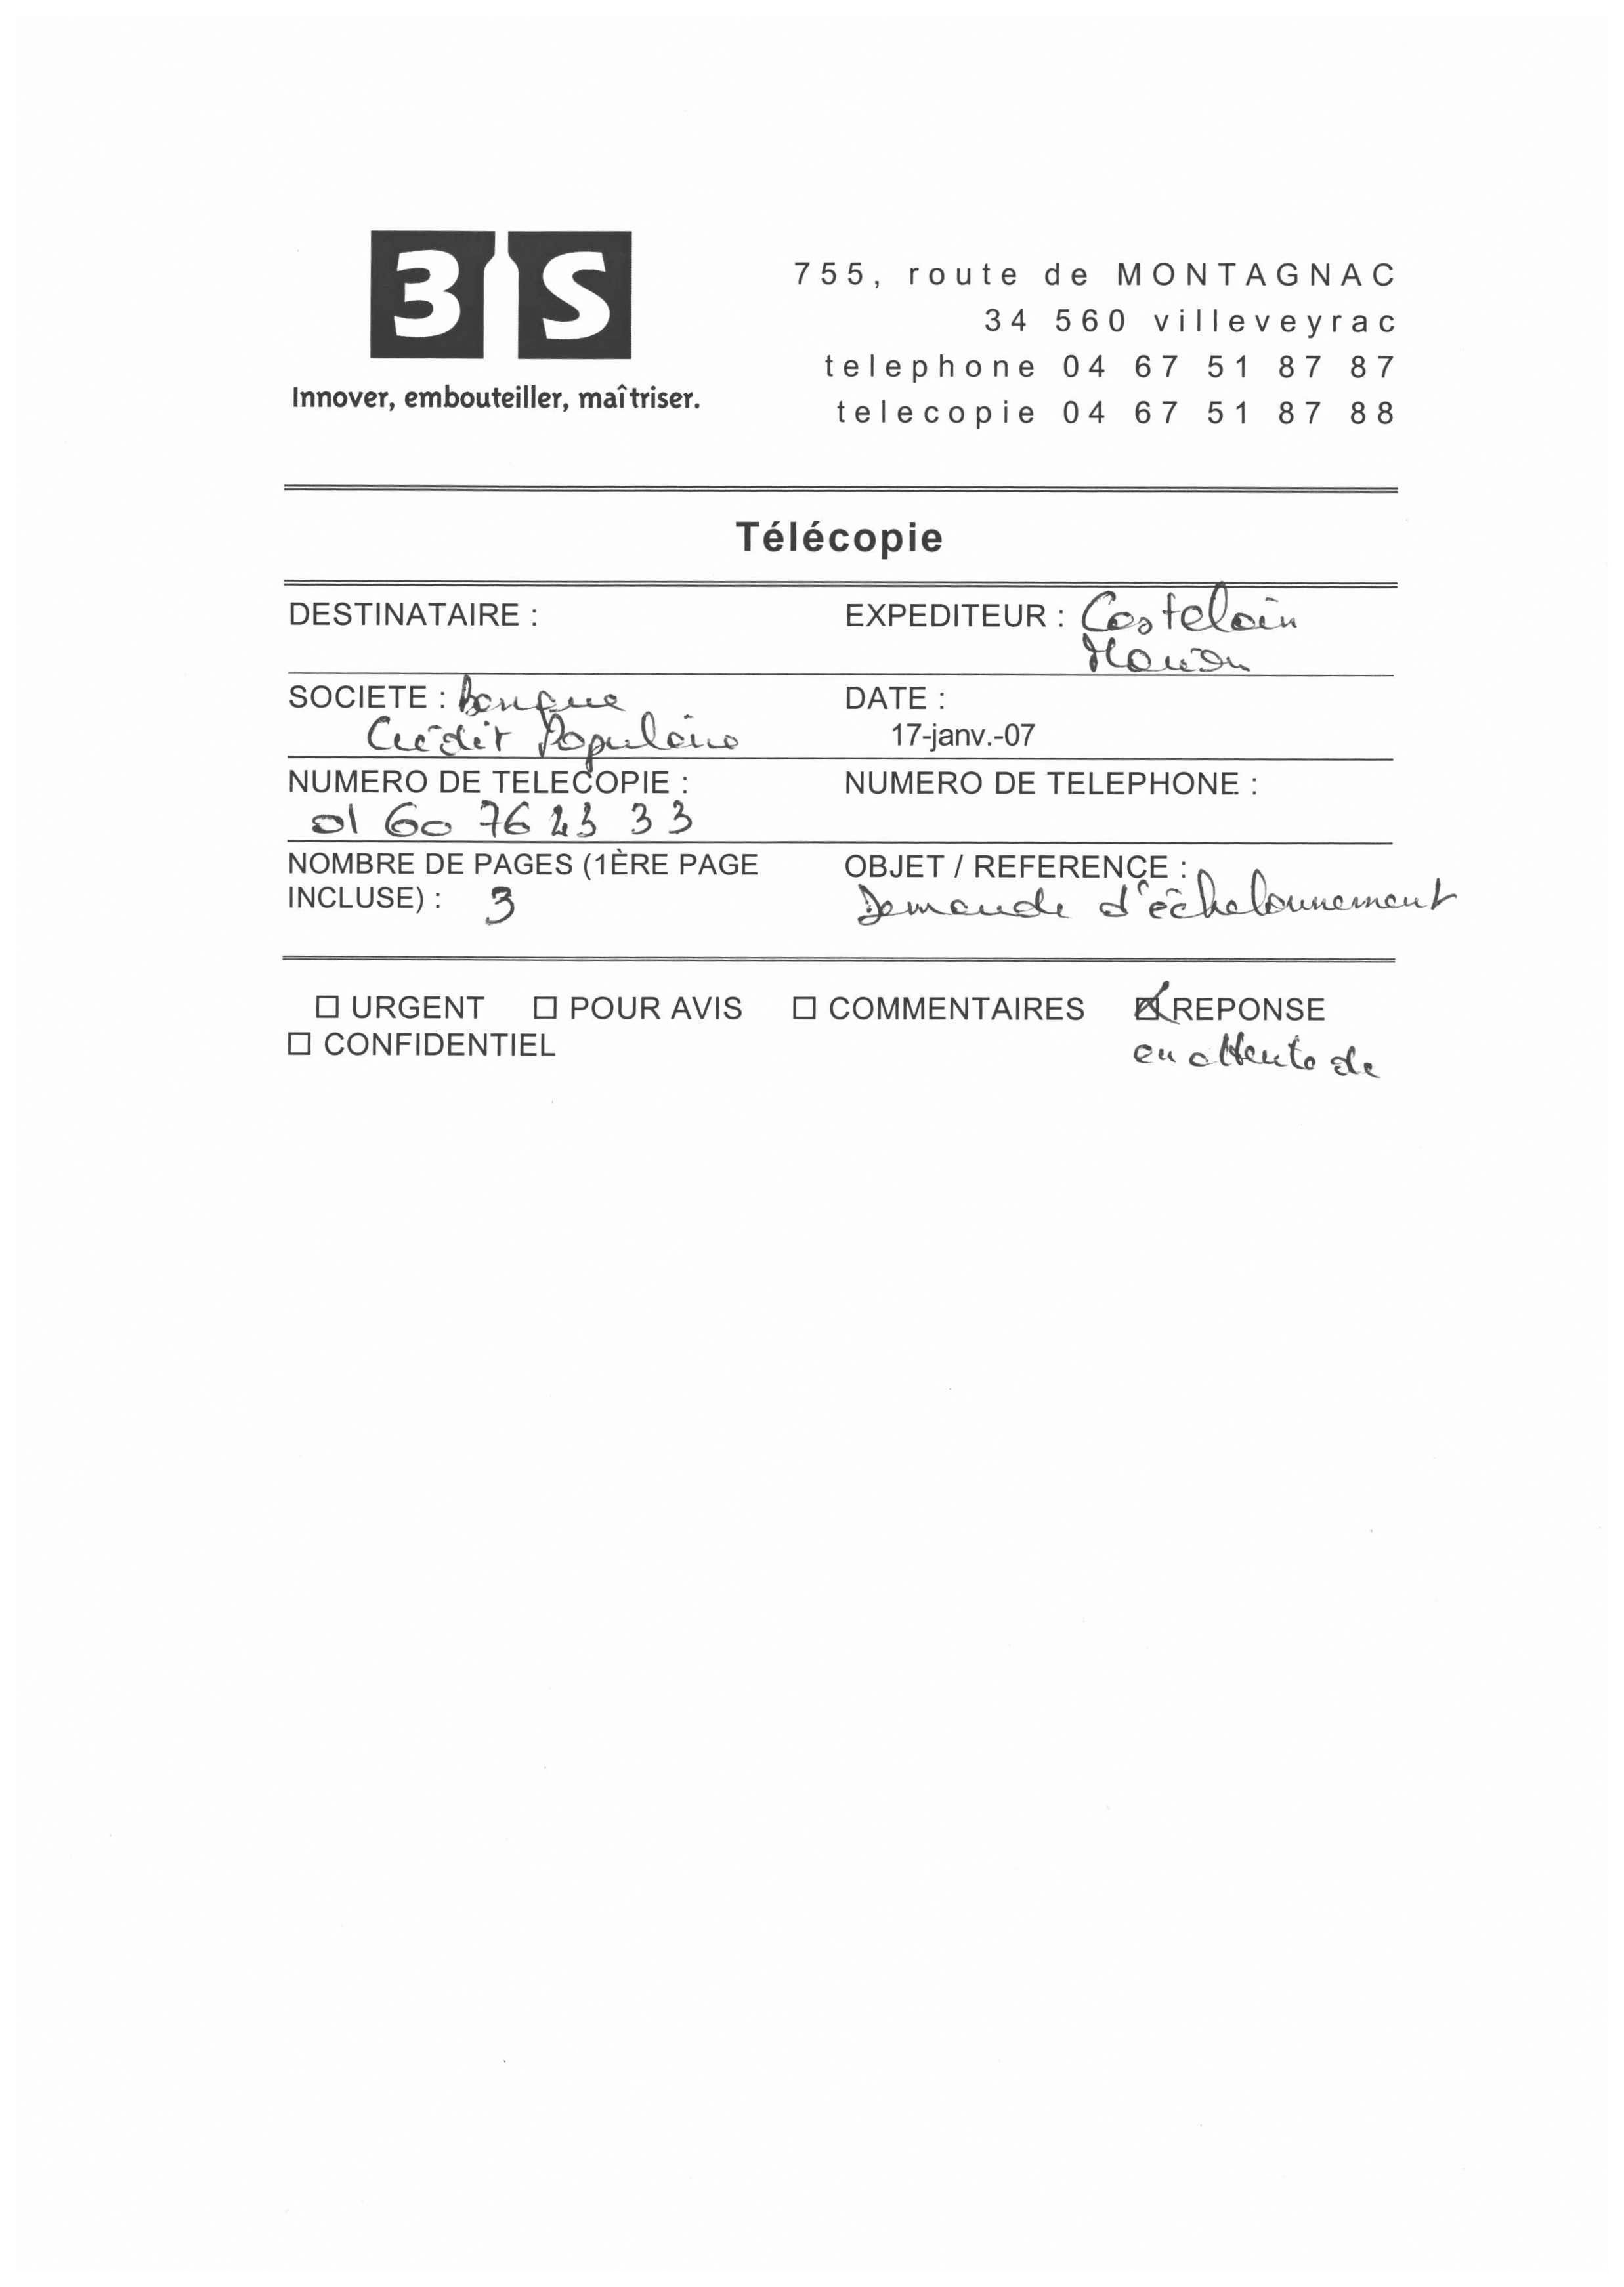 3 S
Innover, embouteiller, maîtriser.
755, route de MONTAGNAC
34 560 villeveyrac
telephone 04 67 51 87 87
telecopie 04 67 51 87 88
Télécopie
DESTINATAIRE :
EXPEDITEUR : Costelain
Manon
SOCIETE : Banque
Crédit Populaire
DATE :
17-janv.-07
NUMERO DE TELECOPIE :
01 60 76 23 33
NUMERO DE TELEPHONE :
NOMBRE DE PAGES (1ÈRE PAGE
INCLUSE) : 3
OBJET / REFERENCE :
Demande d'échelonnement
☐ URGENT ☐ POUR AVIS ☐ COMMENTAIRES ☒ REPONSE
☐ CONFIDENTIEL
en attente de